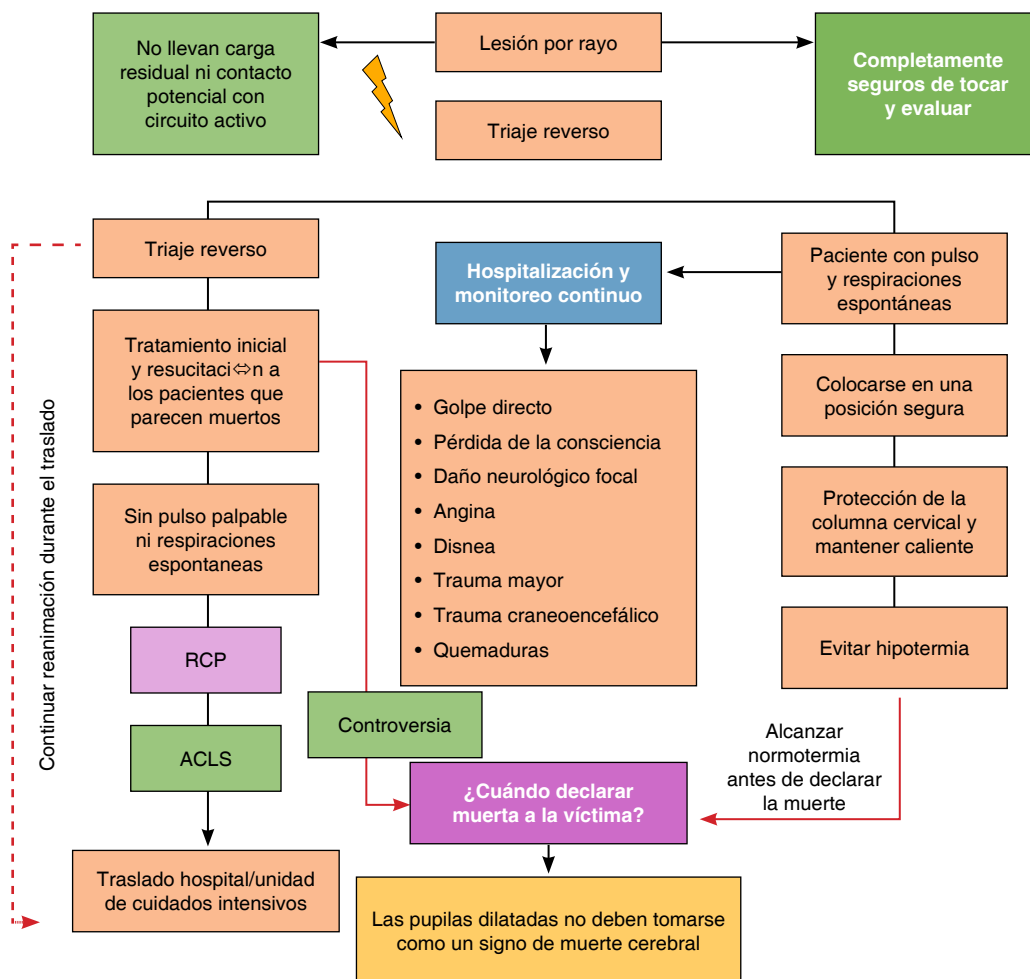 No llevan carga
residual ni contacto
potencial con
circuito activo
Lesión por rayo
Completamente
seguros de tocar
y evaluar
Triaje reverso
Triaje reverso
Tratamiento inicial
y resucitaci⇔n a
los pacientes que
parecen muertos
Sin pulso palpable
ni respiraciones
espontaneas
RCP
ACLS
Traslado hospital/unidad
de cuidados intensivos
Continuar reanimación durante el traslado
Hospitalización y
monitoreo continuo
• Golpe directo
• Pérdida de la consciencia
• Daño neurológico focal
• Angina
• Disnea
• Trauma mayor
• Trauma craneoencefálico
• Quemaduras
Paciente con pulso
y respiraciones
espontáneas
Colocarse en una
posición segura
Protección de la
columna cervical y
mantener caliente
Evitar hipotermia
Controversia
Alcanzar
normotermia
antes de declarar
la muerte
¿Cuándo declarar
muerta a la víctima?
Las pupilas dilatadas no deben tomarse
como un signo de muerte cerebral